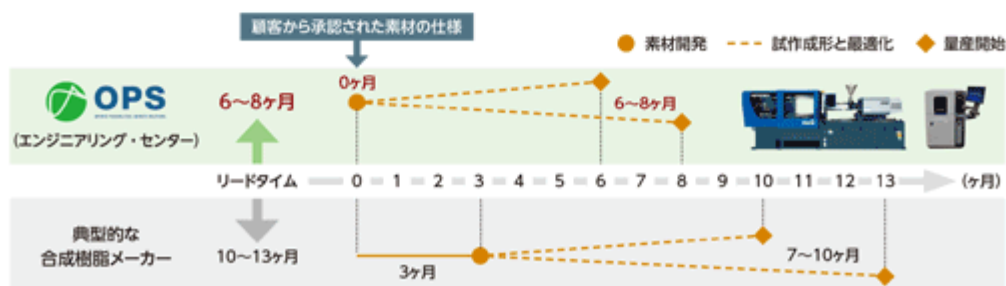 顧客から承認された素材の仕様
素材開発 試作成形と最適化 量産開始
OPS
(エンジニアリング・センター)
6〜8ヶ月
0ヶ月
6〜8ヶ月
リードタイム 0 1 2 3 4 5 6 7 8 9 10 11 12 13 (ヶ月)
典型的な
合成樹脂メーカー
10〜13ヶ月
3ヶ月
7〜10ヶ月